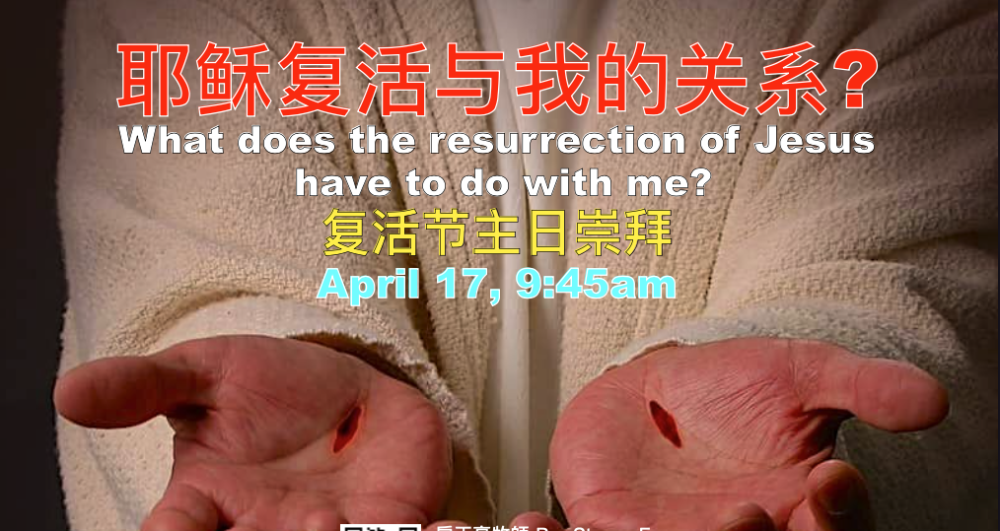 耶稣复活与我的关系?
What does the resurrection of Jesus
have to do with me?
复活节主日崇拜
April 17, 9:45am